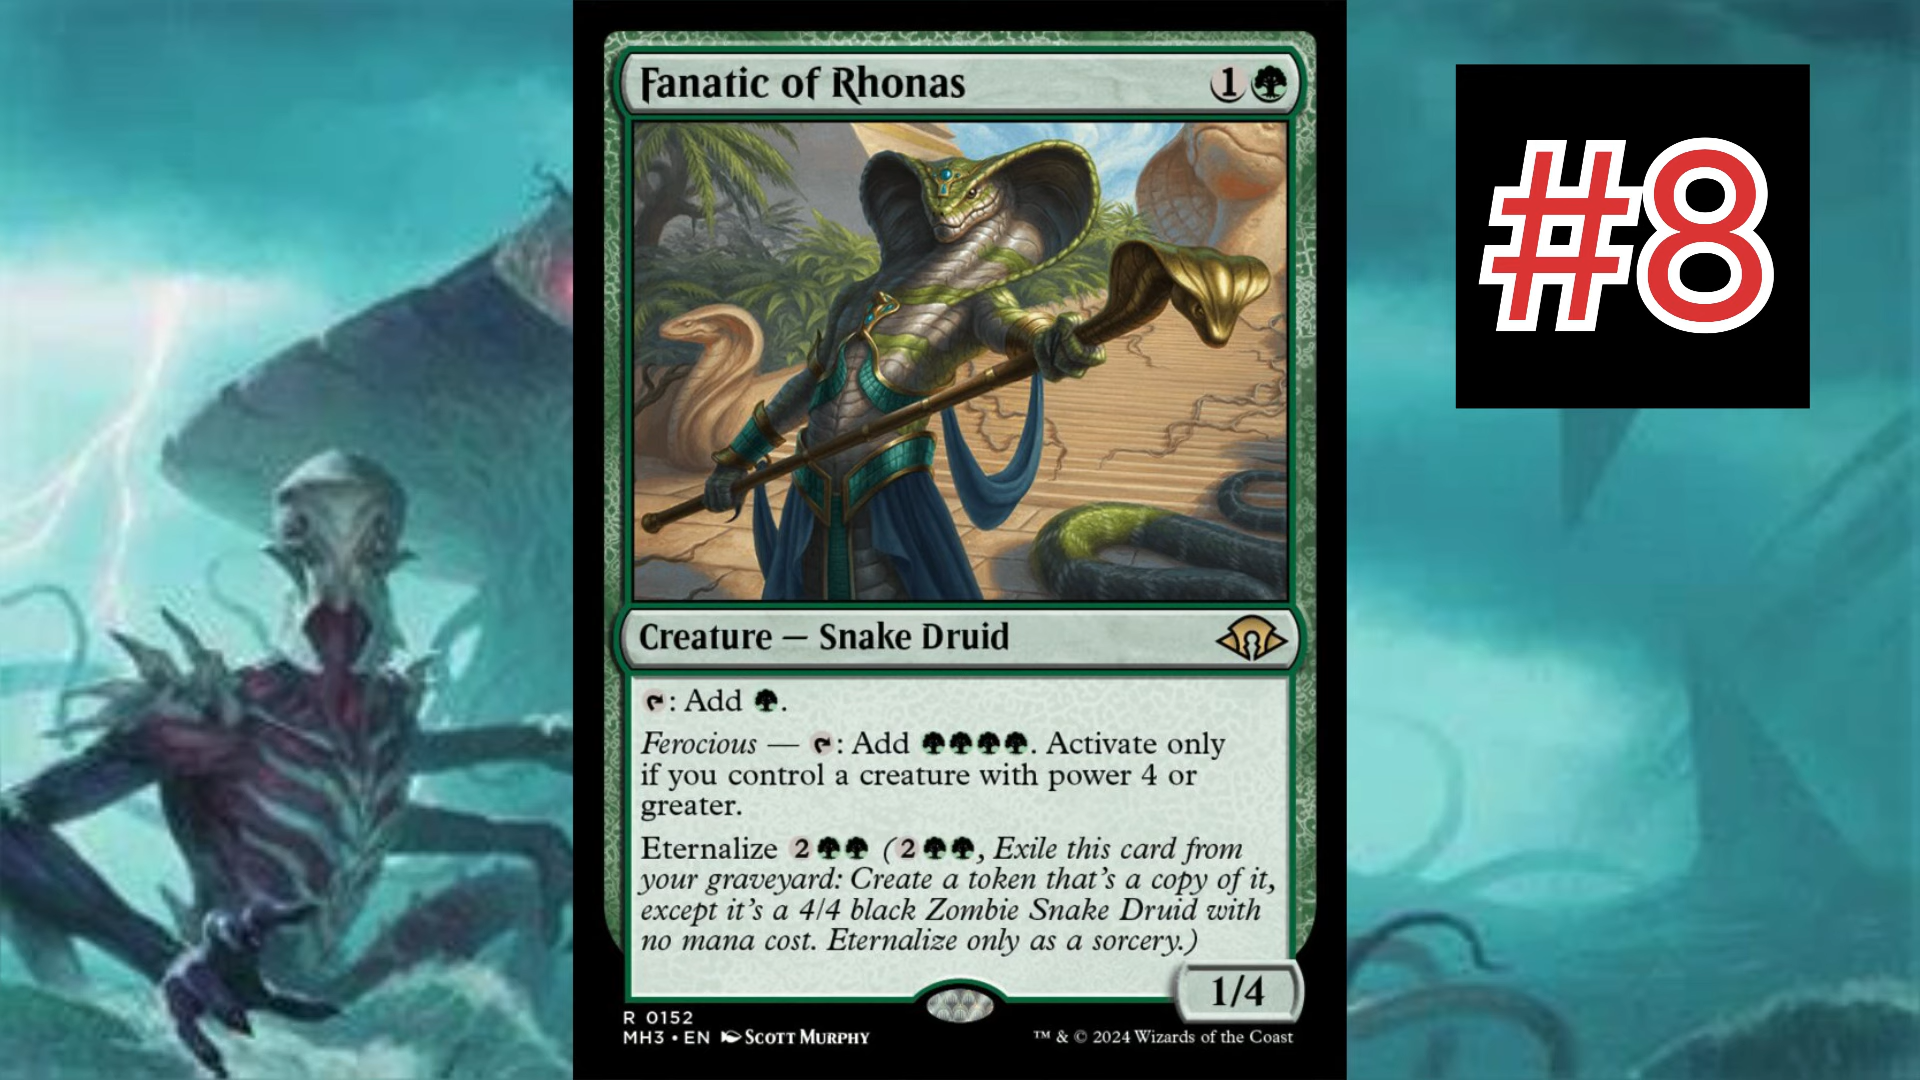 Fanatic of Rhonas 1
#8
Creature — Snake Druid
: Add .
Ferocious — : Add . Activate only
if you control a creature with power 4 or
greater.
Eternalize 2 (2, Exile this card from
your graveyard: Create a token that's a copy of it,
except it's a 4/4 black Zombie Snake Druid with
no mana cost. Eternalize only as a sorcery.)
1/4
R 0152
MH3 • EN SCOTT MURPHY
™ & © 2024 Wizards of the Coast